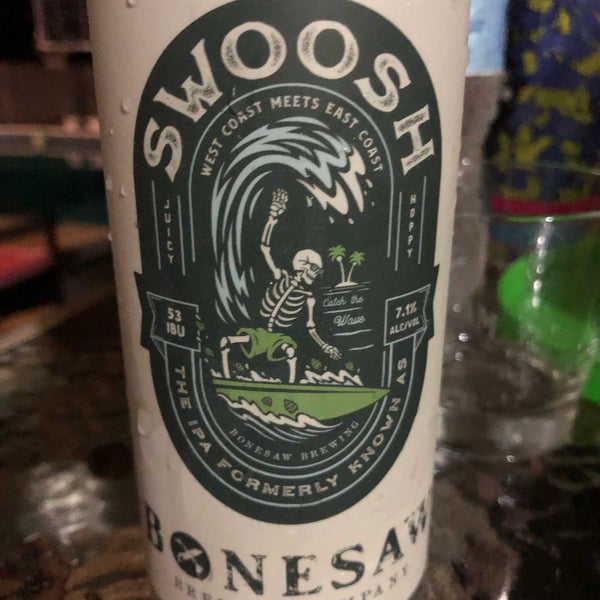 SWOOSH
WEST COAST MEETS EAST COAST
JUICY
HOPPY
Catch the
Wave
53
IBU
7.1%
ALC/VOL
BONESAW BREWING
THE IPA FORMERLY KNOWN AS
BONESAW